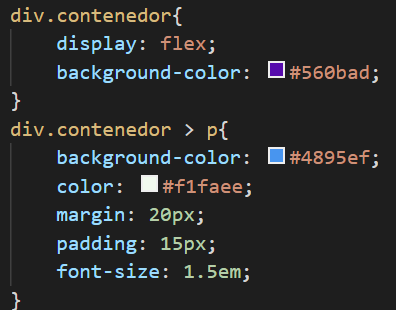 div.contenedor{
    display: flex;
    background-color: #560bad;
}
div.contenedor > p{
    background-color: #4895ef;
    color: #f1faee;
    margin: 20px;
    padding: 15px;
    font-size: 1.5em;
}